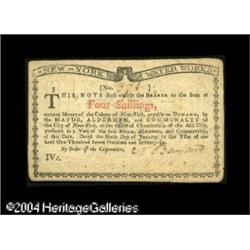 NEW-YORK WATER WORKS.
[No. ]
THIS NOTE shall entitle the BEARER to the Sum of
Four Shillings,
current Money of the Colony of New-York, payable on DEMAND, by
the MAYOR, ALDERMEN, and COMMONALTY of
the City of New-York, at the Office of Chamberlain of the said City,
pursuant to a Vote of the said Mayor, Aldermen, and Commonalty, of
this Date. Dated the Sixth Day of January, in the Year of our
Lord One Thousand Seven Hundred and Seventy-
By Order of the Corporation,
IVs.
©2004 HeritageGalleries